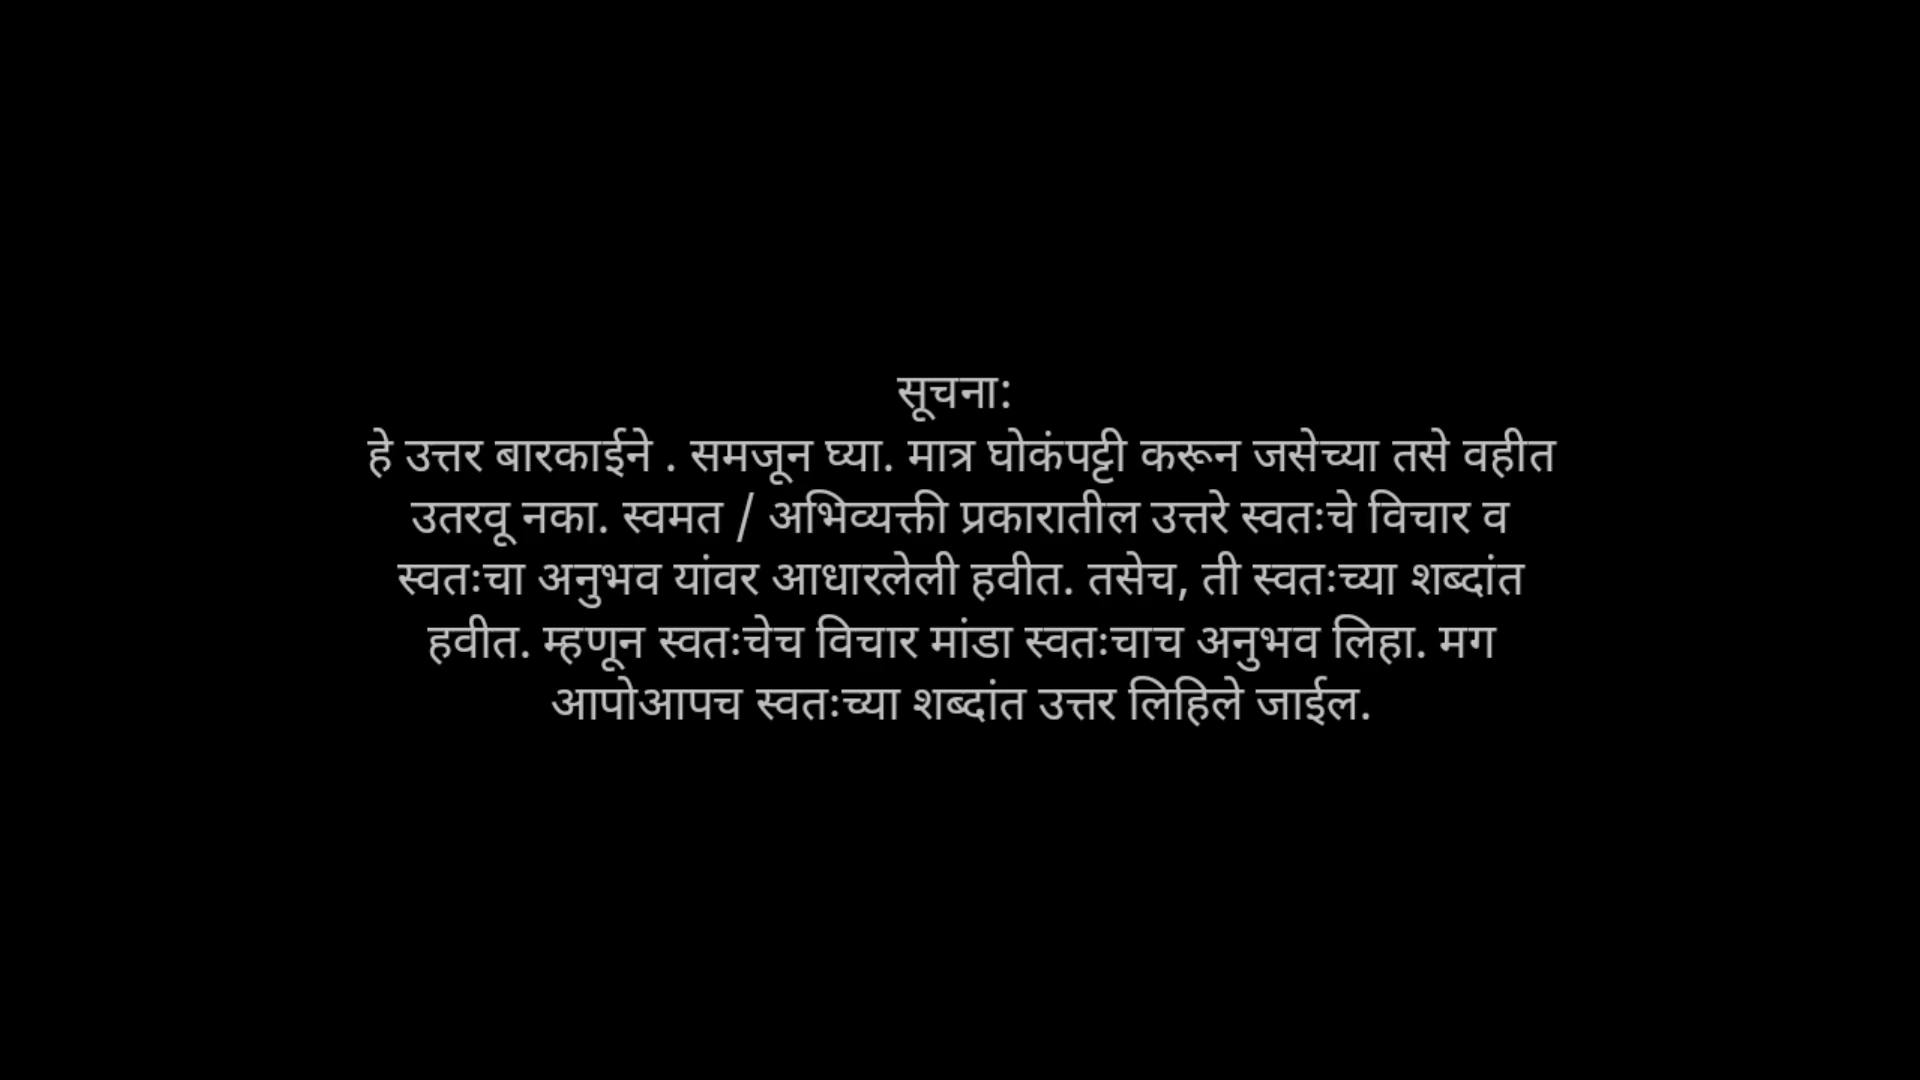 सूचना:
हे उत्तर बारकाईने . समजून घ्या. मात्र घोकंपट्टी करून जसेच्या तसे वहीत
उतरवू नका. स्वमत / अभिव्यक्ती प्रकारातील उत्तरे स्वतःचे विचार व
स्वतःचा अनुभव यांवर आधारलेली हवीत. तसेच, ती स्वतःच्या शब्दांत
हवीत. म्हणून स्वतःचेच विचार मांडा स्वतःचाच अनुभव लिहा. मग
आपोआपच स्वतःच्या शब्दांत उत्तर लिहिले जाईल.